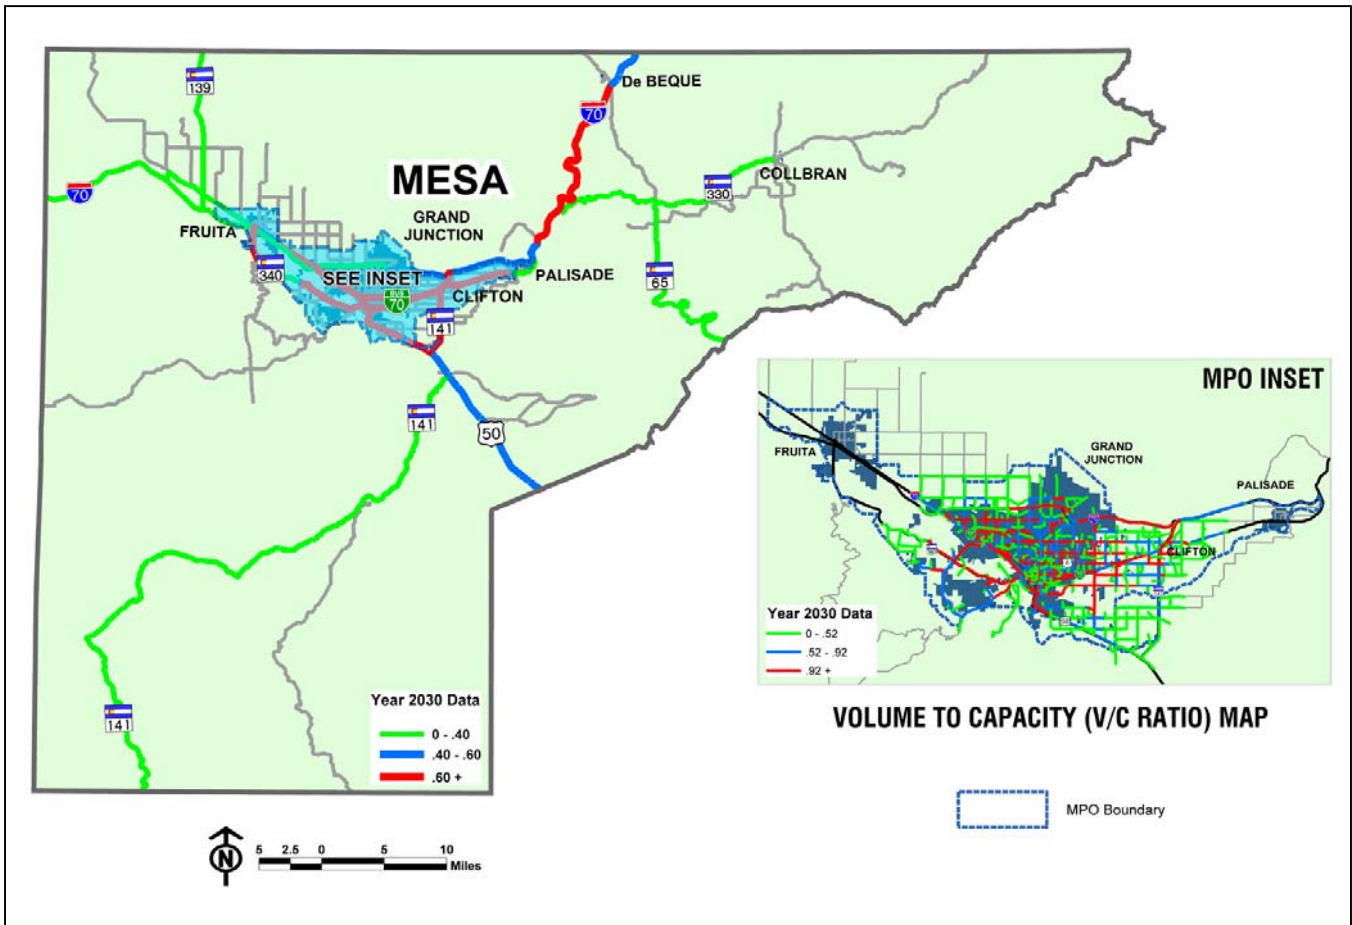 139
De BEQUE
70
MESA
COLLBRAN
330
70
GRAND
JUNCTION
FRUITA
340
SEE INSET
PALISADE
65
BUS
70
CLIFTON
141
141
50
141
Year 2030 Data
0 - .40
.40 - .60
.60 +
MPO INSET
GRAND
JUNCTION
FRUITA
PALISADE
CLIFTON
Year 2030 Data
0 - .52
.52 - .92
.92 +
VOLUME TO CAPACITY (V/C RATIO) MAP
MPO Boundary
N
5 2.5 0 5 10
Miles